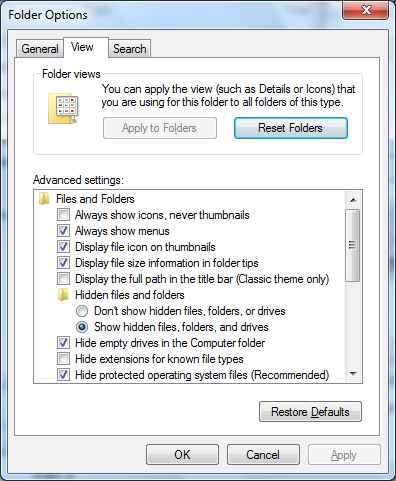 Folder Options
General View Search
Folder views
You can apply the view (such as Details or Icons) that
you are using for this folder to all folders of this type.
Apply to Folders Reset Folders
Advanced settings:
Files and Folders
Always show icons, never thumbnails
Always show menus
Display file icon on thumbnails
Display file size information in folder tips
Display the full path in the title bar (Classic theme only)
Hidden files and folders
Don't show hidden files, folders, or drives
Show hidden files, folders, and drives
Hide empty drives in the Computer folder
Hide extensions for known file types
Hide protected operating system files (Recommended)
Restore Defaults
OK Cancel Apply